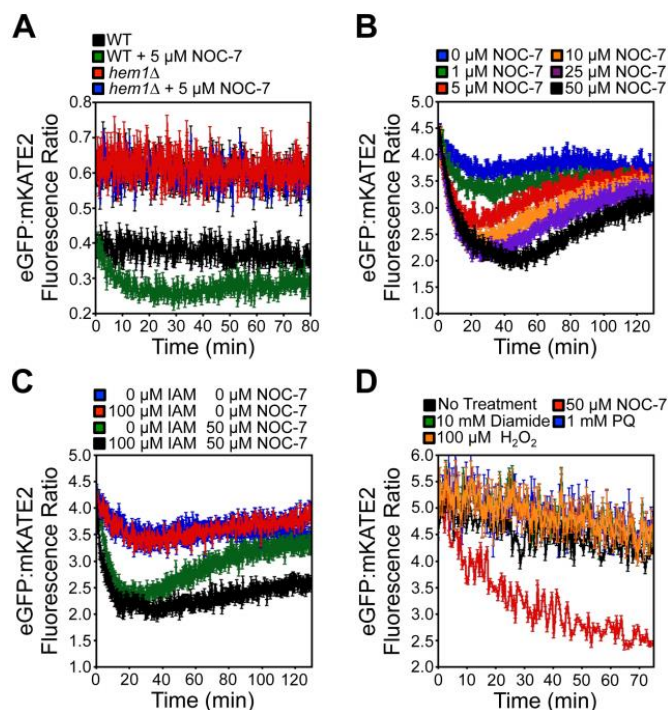 A
WT
WT + 5 µM NOC-7
hem1Δ
hem1Δ + 5 µM NOC-7
eGFP:mKATE2
Fluorescence Ratio
0.8
0.7
0.6
0.5
0.4
0.3
0.2
0 10 20 30 40 50 60 70 80
Time (min)
B
0 µM NOC-7 10 µM NOC-7
1 µM NOC-7 25 µM NOC-7
5 µM NOC-7 50 µM NOC-7
eGFP:mKATE2
Fluorescence Ratio
5.0
4.5
4.0
3.5
3.0
2.5
2.0
1.5
1.0
0 20 40 60 80 100 120
Time (min)
C
0 µM IAM 0 µM NOC-7
100 µM IAM 0 µM NOC-7
0 µM IAM 50 µM NOC-7
100 µM IAM 50 µM NOC-7
eGFP:mKATE2
Fluorescence Ratio
5.0
4.5
4.0
3.5
3.0
2.5
2.0
1.5
1.0
0 20 40 60 80 100 120
Time (min)
D
No Treatment 50 µM NOC-7
10 mM Diamide 1 mM PQ
100 µM H₂O₂
eGFP:mKATE2
Fluorescence Ratio
6.0
5.5
5.0
4.5
4.0
3.5
3.0
2.5
2.0
0 10 20 30 40 50 60 70
Time (min)